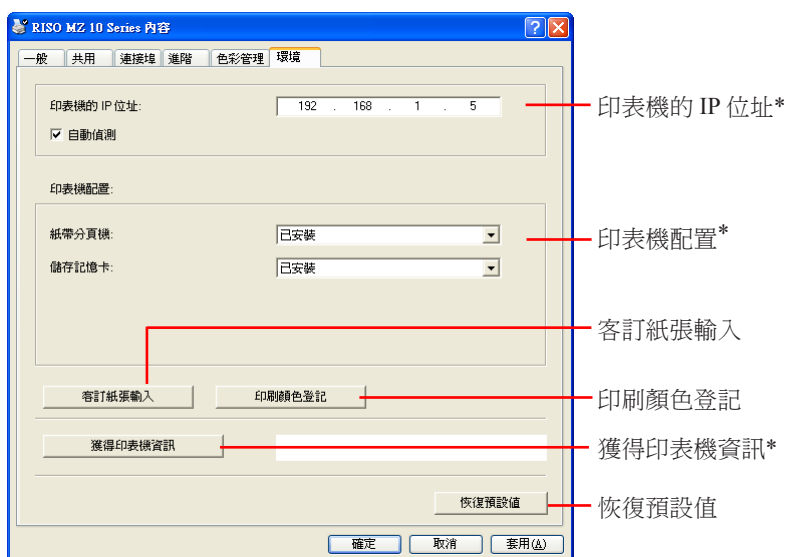 RISO MZ 10 Series 內容
一般 共用 連接埠 進階 色彩管理 環境
印表機的 IP 位址: 192 . 168 . 1 . 5
印表機的 IP 位址*
自動偵測
印表機配置:
紙帶分頁機: 已安裝
印表機配置*
儲存記憶卡: 已安裝
客訂紙張輸入
客訂紙張輸入 印刷顏色登記
印刷顏色登記
獲得印表機資訊
獲得印表機資訊*
恢復預設值
恢復預設值
確定 取消 套用(A)